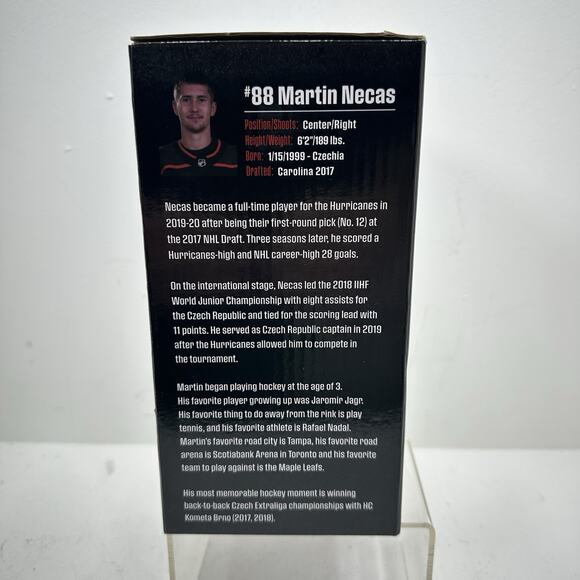 #88 Martin Necas
Position/Shoots: Center/Right
Height/Weight: 6'2"/189 lbs.
Born: 1/15/1999 - Czechia
Drafted: Carolina 2017
Necas became a full-time player for the Hurricanes in
2019-20 after being their first-round pick (No. 12) at
the 2017 NHL Draft. Three seasons later, he scored a
Hurricanes-high and NHL career-high 28 goals.
On the international stage, Necas led the 2018 IIHF
World Junior Championship with eight assists for
the Czech Republic and tied for the scoring lead with
11 points. He served as Czech Republic captain in 2019
after the Hurricanes allowed him to compete in
the tournament.
Martin began playing hockey at the age of 3.
His favorite player growing up was Jaromir Jagr.
His favorite thing to do away from the rink is play
tennis, and his favorite athlete is Rafael Nadal.
Martin's favorite road city is Tampa, his favorite road
arena is Scotiabank Arena in Toronto and his favorite
team to play against is the Maple Leafs.
His most memorable hockey moment is winning
back-to-back Czech Extraliga championships with HC
Kometa Brno (2017, 2018).